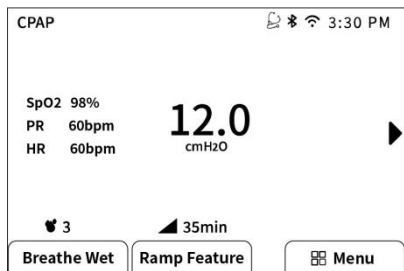 CPAP 3:30 PM
SpO2 98%
PR 60bpm
HR 60bpm
12.0
cmH2O
3
35min
Breathe Wet
Ramp Feature
Menu